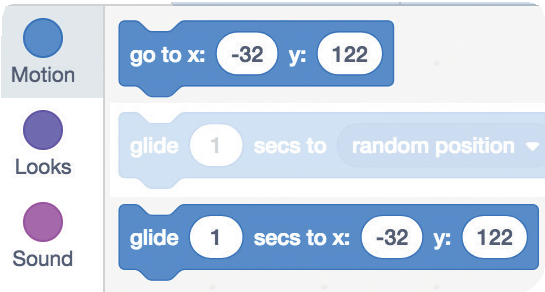 Motion
Looks
Sound
go to x: -32 y: 122
glide 1 secs to random position
glide 1 secs to x: -32 y: 122